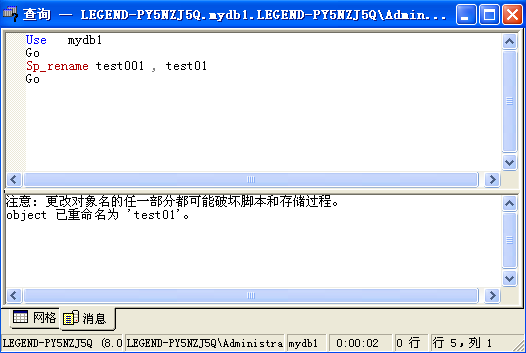 查询 — LEGEND-PY5NZJ5Q.mydb1.LEGEND-PY5NZJ5Q\Admin...
Use mydb1
Go
Sp_rename test001 , test01
Go
注意: 更改对象名的任一部分都可能破坏脚本和存储过程。
object 已重命名为 'test01'。
网格 消息
LEGEND-PY5NZJ5Q (8.0 LEGEND-PY5NZJ5Q\Administra mydb1 0:00:02 0 行 行 5，列 1